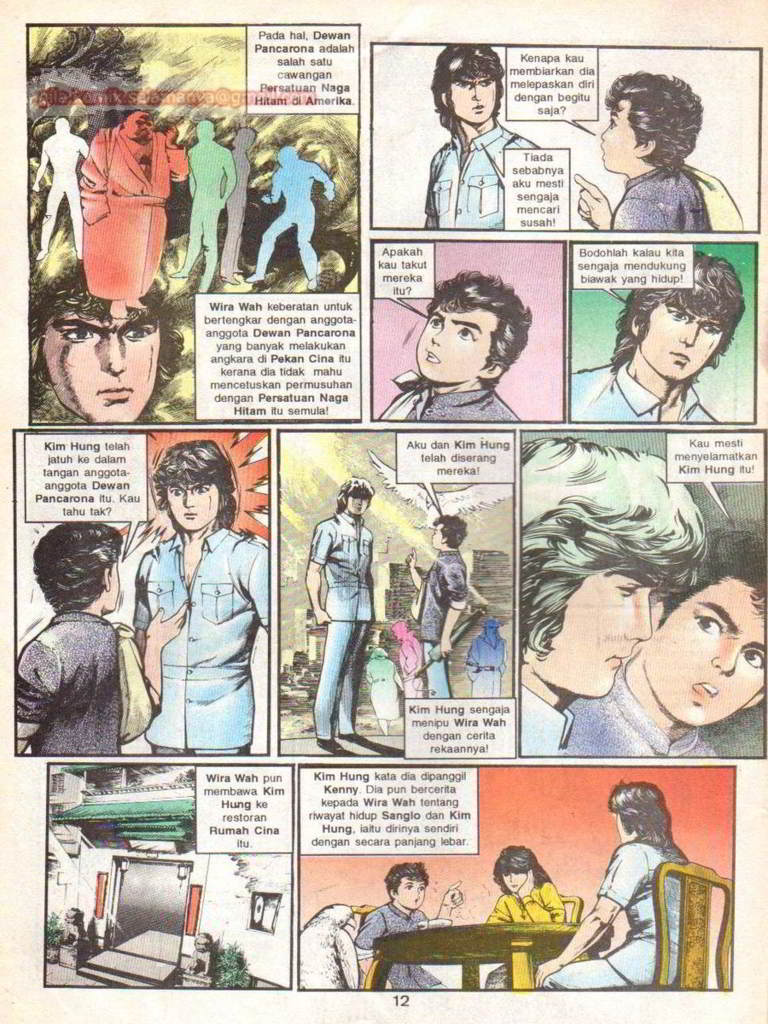 Pada hal, Dewan
Pancarona adalah
salah satu
cawangan
Persatuan Naga
Hitam di Amerika.
Wira Wah keberatan untuk
bertengkar dengan anggota-
anggota Dewan Pancarona
yang banyak melakukan
angkara di Pekan Cina itu
kerana dia tidak mahu
mencetuskan permusuhan
dengan Persatuan Naga
Hitam itu semula!
Kenapa kau
membiarkan dia
melepaskan diri
dengan begitu
saja?
Tiada
sebabnya
aku mesti
sengaja
mencari
susah!
Apakah
kau takut
mereka
itu?
Bodohlah kalau kita
sengaja mendukung
biawak yang hidup!
Kim Hung telah
jatuh ke dalam
tangan anggota-
anggota Dewan
Pancarona itu. Kau
tahu tak?
Aku dan Kim Hung
telah diserang
mereka!
Kim Hung sengaja
menipu Wira Wah
dengan cerita
rekaannya!
Kau mesti
menyelamatkan
Kim Hung itu!
Wira Wah pun
membawa Kim
Hung ke
restoran
Rumah Cina
itu.
Kim Hung kata dia dipanggil
Kenny. Dia pun bercerita
kepada Wira Wah tentang
riwayat hidup Sanglo dan Kim
Hung, iaitu dirinya sendiri
dengan secara panjang lebar.
12